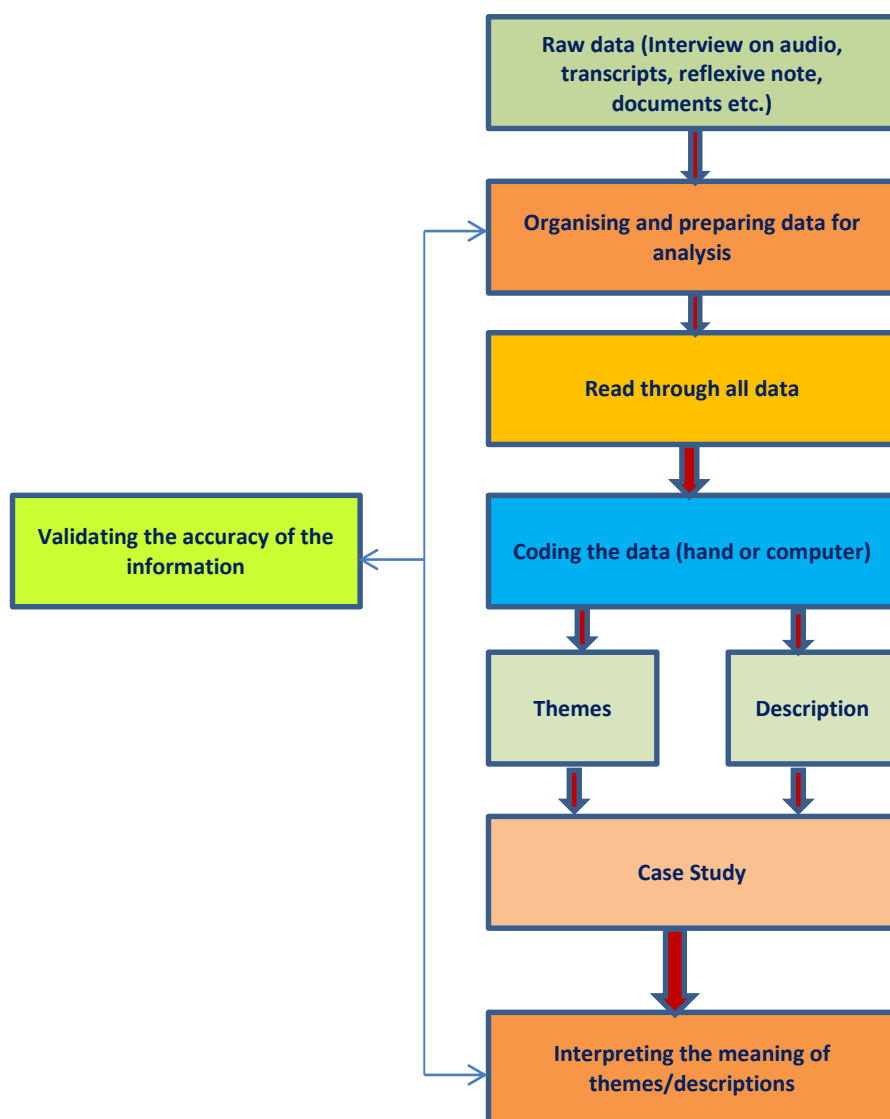 Raw data (Interview on audio,
transcripts, reflexive note,
documents etc.)
Organising and preparing data for
analysis
Read through all data
Validating the accuracy of the
information
Coding the data (hand or computer)
Themes
Description
Case Study
Interpreting the meaning of
themes/descriptions